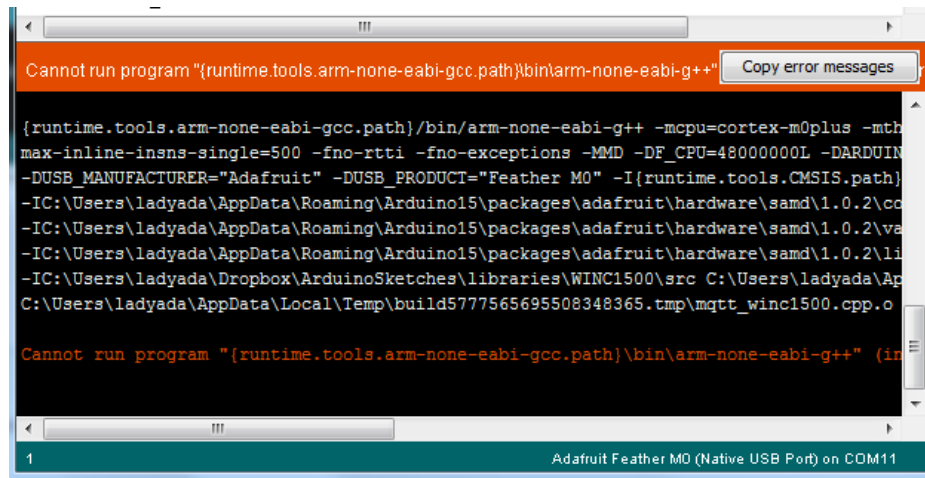 Cannot run program "{runtime.tools.arm-none-eabi-gcc.path}\bin\arm-none-eabi-g++"
Copy error messages
{runtime.tools.arm-none-eabi-gcc.path}/bin/arm-none-eabi-g++ -mcpu=cortex-m0plus -mth
max-inline-insns-single=500 -fno-rtti -fno-exceptions -MMD -DF_CPU=48000000L -DARDUIN
-DUSB_MANUFACTURER="Adafruit" -DUSB_PRODUCT="Feather M0" -I{runtime.tools.CMSIS.path}
-IC:\Users\ladyada\AppData\Roaming\Arduino15\packages\adafruit\hardware\samd\1.0.2\co
-IC:\Users\ladyada\AppData\Roaming\Arduino15\packages\adafruit\hardware\samd\1.0.2\va
-IC:\Users\ladyada\AppData\Roaming\Arduino15\packages\adafruit\hardware\samd\1.0.2\li
-IC:\Users\ladyada\Dropbox\ArduinoSketches\libraries\WINC1500\src C:\Users\ladyada\Ap
C:\Users\ladyada\AppData\Local\Temp\build5777565695508348365.tmp\mqtt_winc1500.cpp.o
Cannot run program "{runtime.tools.arm-none-eabi-gcc.path}\bin\arm-none-eabi-g++" (in
1
Adafruit Feather M0 (Native USB Port) on COM11